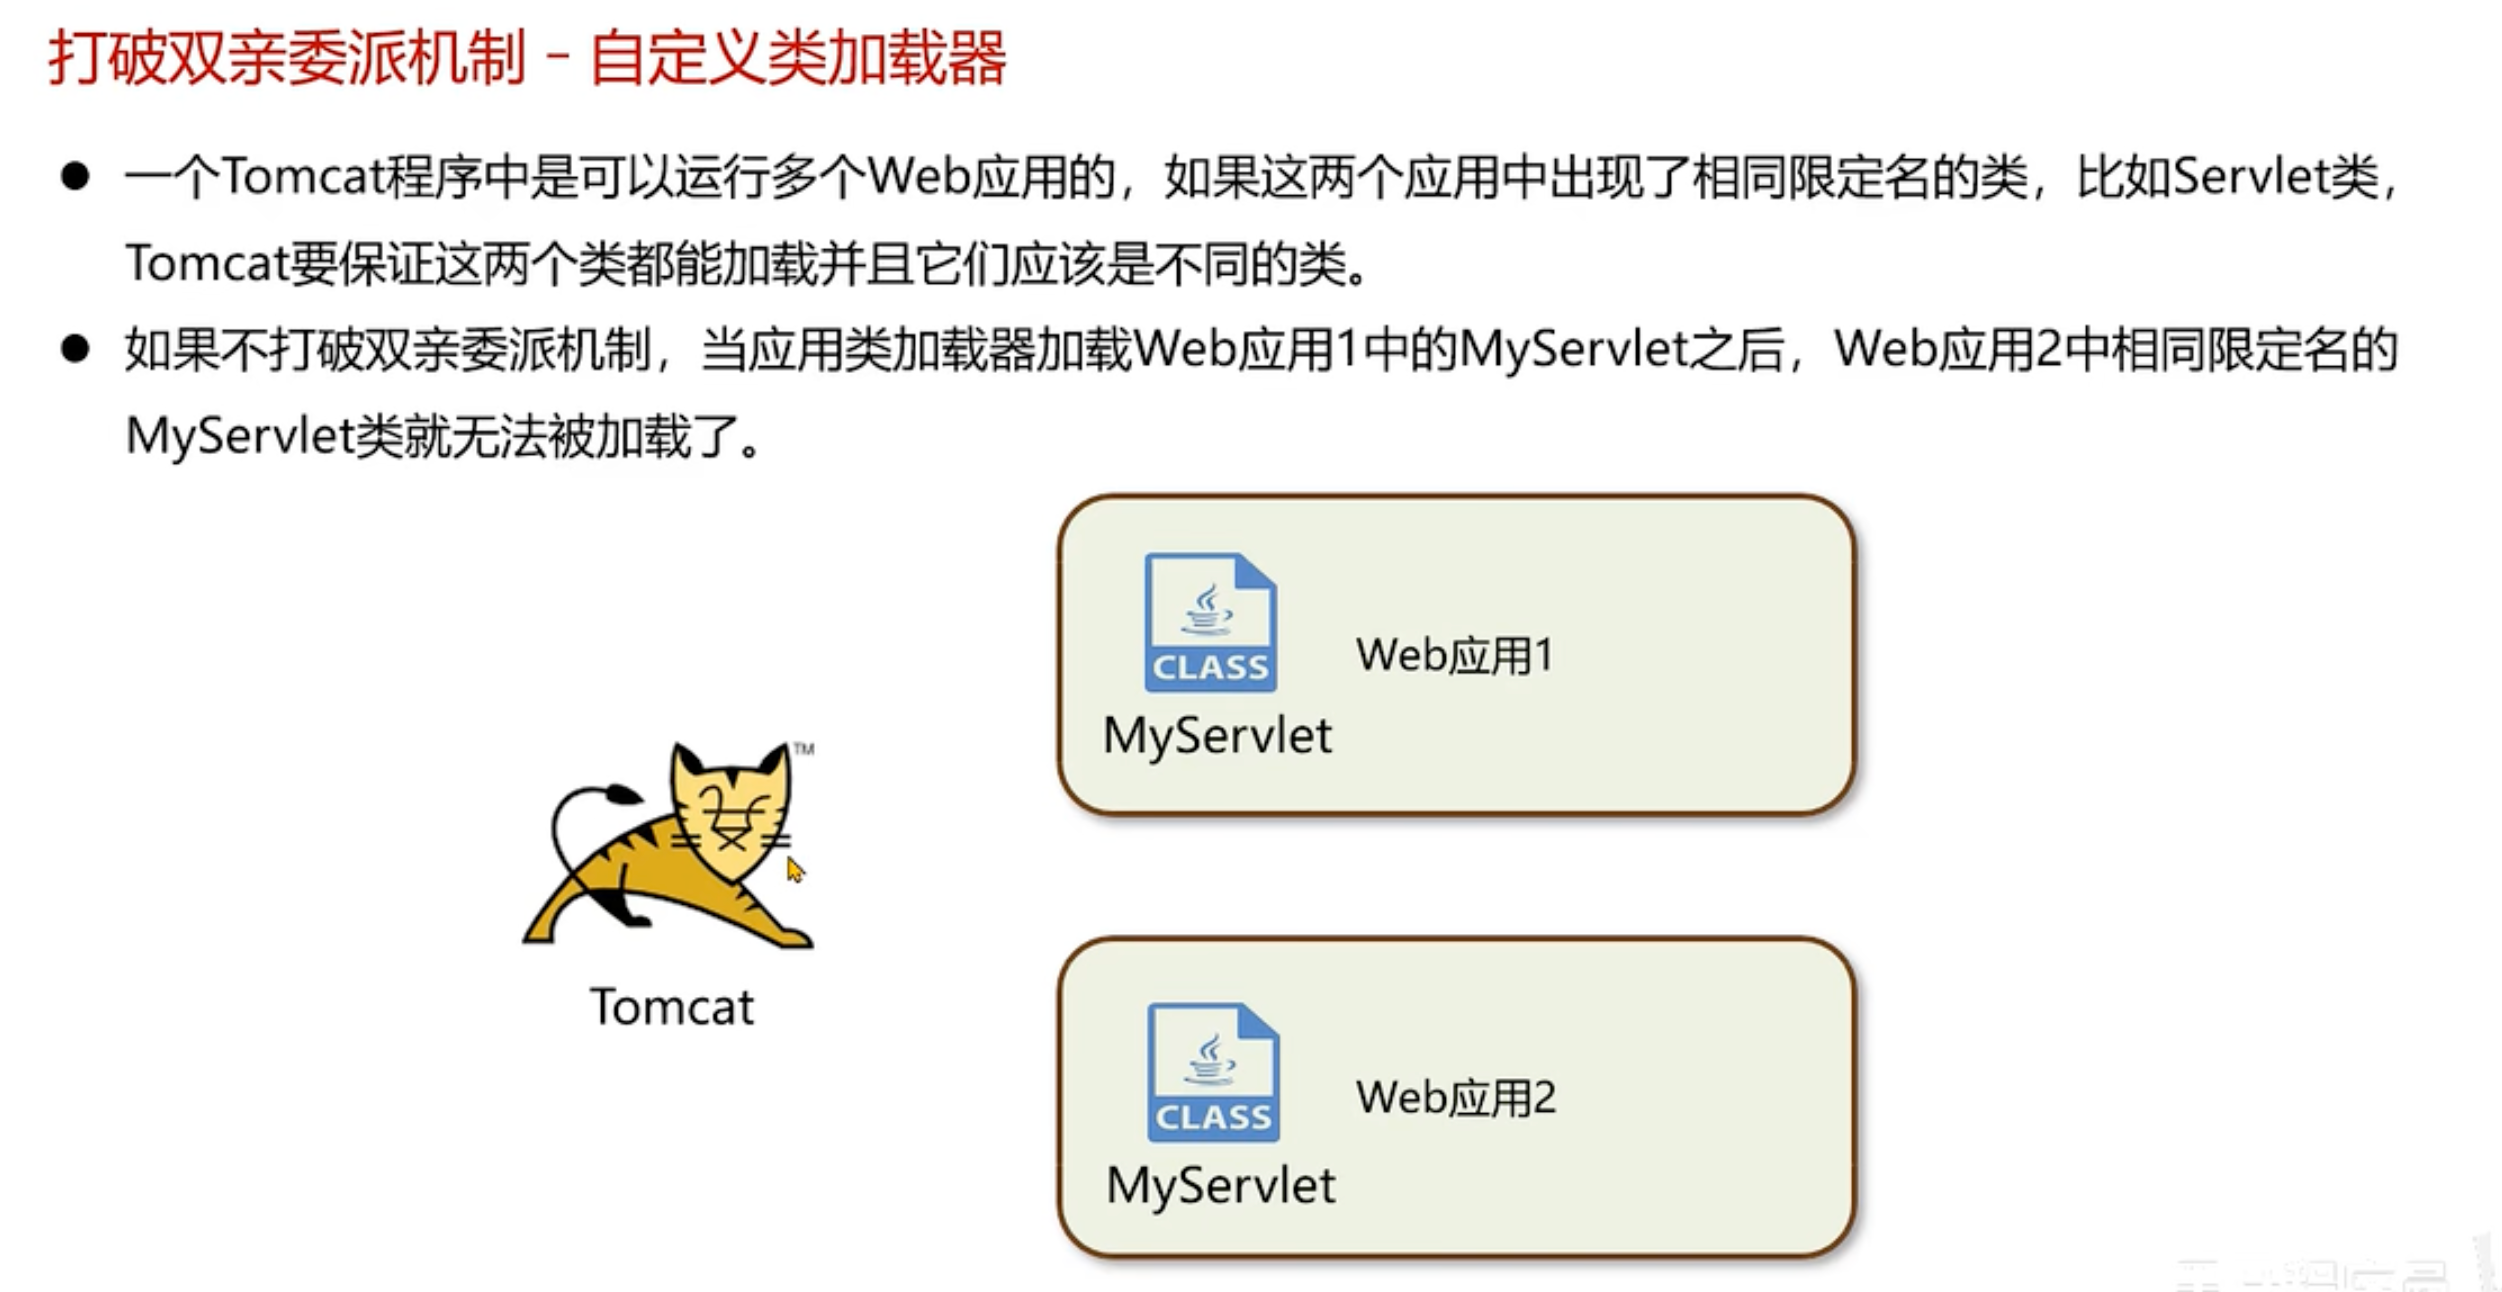 打破双亲委派机制 - 自定义类加载器
● 一个Tomcat程序中是可以运行多个Web应用的，如果这两个应用中出现了相同限定名的类，比如Servlet类，
Tomcat要保证这两个类都能加载并且它们应该是不同的类。
● 如果不打破双亲委派机制，当应用类加载器加载Web应用1中的MyServlet之后，Web应用2中相同限定名的
MyServlet类就无法被加载了。
CLASS
Web应用1
MyServlet
TM
Tomcat
CLASS
Web应用2
MyServlet